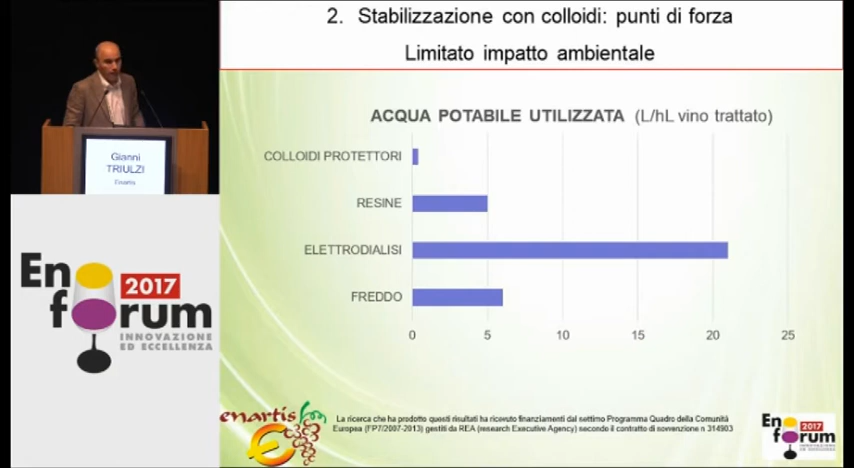 2. Stabilizzazione con colloidi: punti di forza
Limitato impatto ambientale
Gianni
TRIULZI
Enartis
ACQUA POTABILE UTILIZZATA (L/hL vino trattato)
COLLOIDI PROTETTORI
RESINE
ELETTRODIALISI
FREDDO
0 5 10 15 20 25
En
2017
forum
INNOVAZIONE
ED ECCELLENZA
enartis
La ricerca che ha prodotto questi risultati ha ricevuto finanziamenti dal settimo Programma Quadro della Comunità
Europea (FP7/2007-2013) gestiti da REA (research Executive Agency) secondo il contratto di sovvenzione n 314903
En
2017
forum
INNOVAZIONE
ED ECCELLENZA